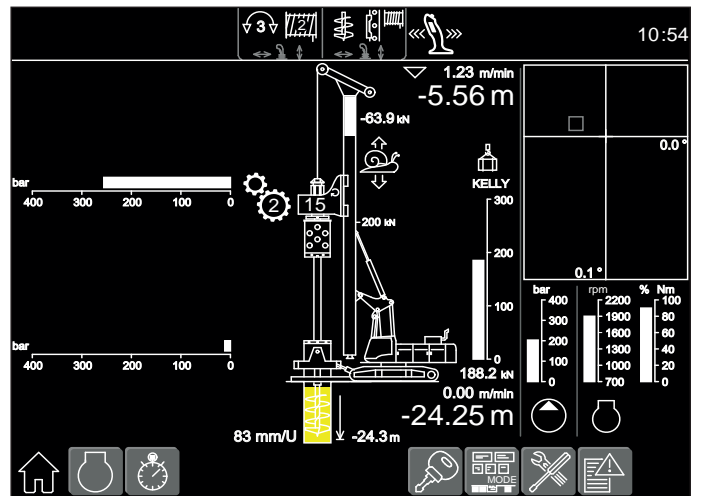 3 2 10:54
1.23 m/min
-5.56 m
-63.9 kN
0.0 °
bar
400 300 200 100 0
2 15
KELLY
300
-200 kN
200
0.1 °
bar rpm % Nm
400 2200 100
300 1900 80
200 1600 60
100 1300 40
1000 20
0 700 0
100
0
bar
400 300 200 100 0
188.2 kN
0.00 m/min
-24.25 m
83 mm/U -24.3 m
MODE